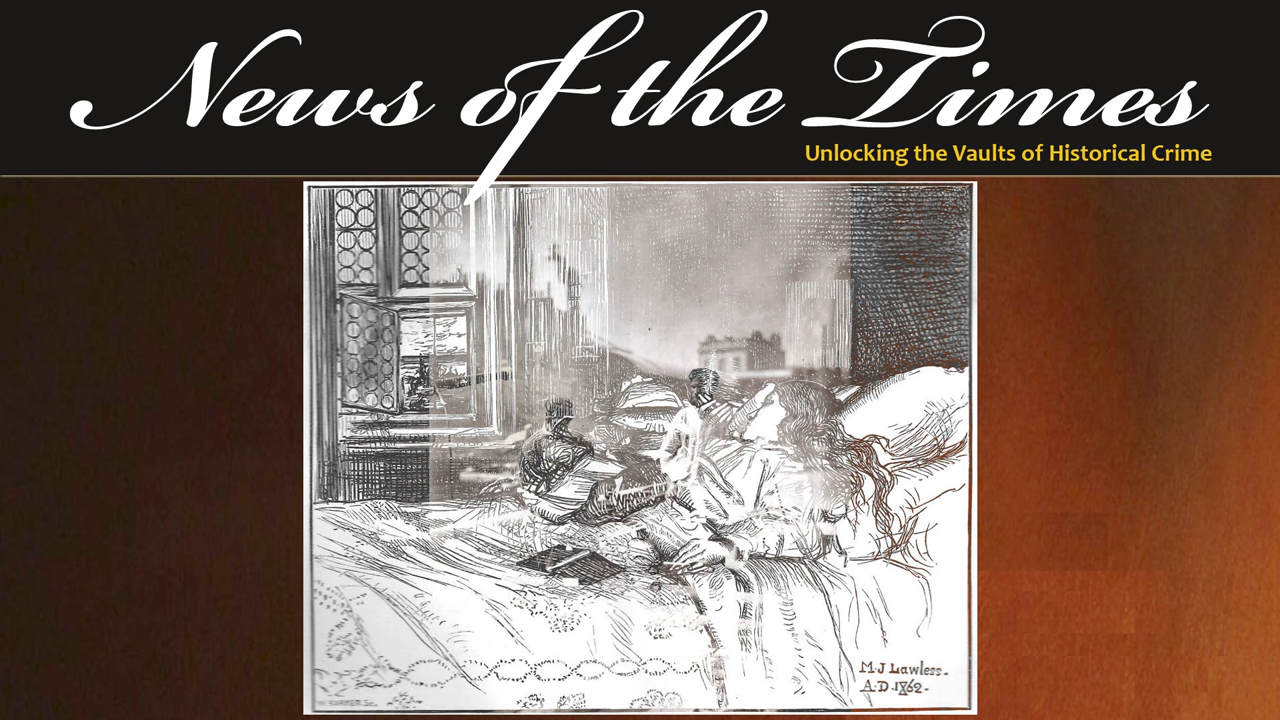 News of the Times
Unlocking the Vaults of Historical Crime
M.J Lawless.
A.D.1862.